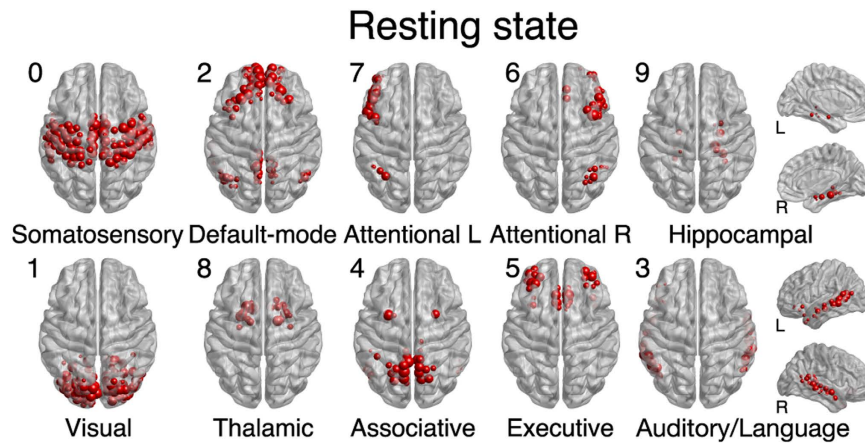 Resting state
0 2 7 6 9
L
R
Somatosensory Default-mode Attentional L Attentional R Hippocampal
1 8 4 5 3
L
R
Visual Thalamic Associative Executive Auditory/Language